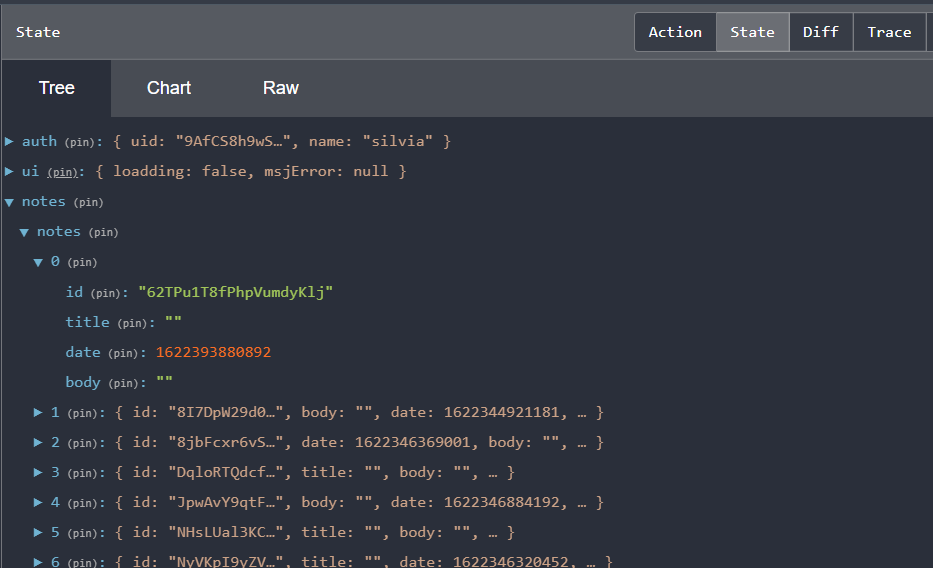 State Action State Diff Trace
Tree Chart Raw
▶ auth (pin): { uid: "9AfCS8h9wS…", name: "silvia" }
▶ ui (pin): { loadding: false, msjError: null }
▼ notes (pin)
▼ notes (pin)
▼ 0 (pin)
id (pin): "62TPu1T8fPhpVumdyKlj"
title (pin): ""
date (pin): 1622393880892
body (pin): ""
▶ 1 (pin): { id: "8I7DpW29d0…", body: "", date: 1622344921181, … }
▶ 2 (pin): { id: "8jbFcxr6vS…", date: 1622346369001, body: "", … }
▶ 3 (pin): { id: "DqloRTQdcf…", title: "", body: "", … }
▶ 4 (pin): { id: "JpwAvY9qtF…", body: "", date: 1622346884192, … }
▶ 5 (pin): { id: "NHsLUal3KC…", title: "", body: "", … }
▶ 6 (pin): { id: "NyVKpI9yZV…", title: "", date: 1622346320452, … }